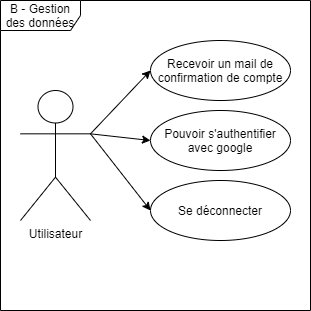 B - Gestion
des données
Recevoir un mail de
confirmation de compte
Pouvoir s'authentifier
avec google
Se déconnecter
Utilisateur